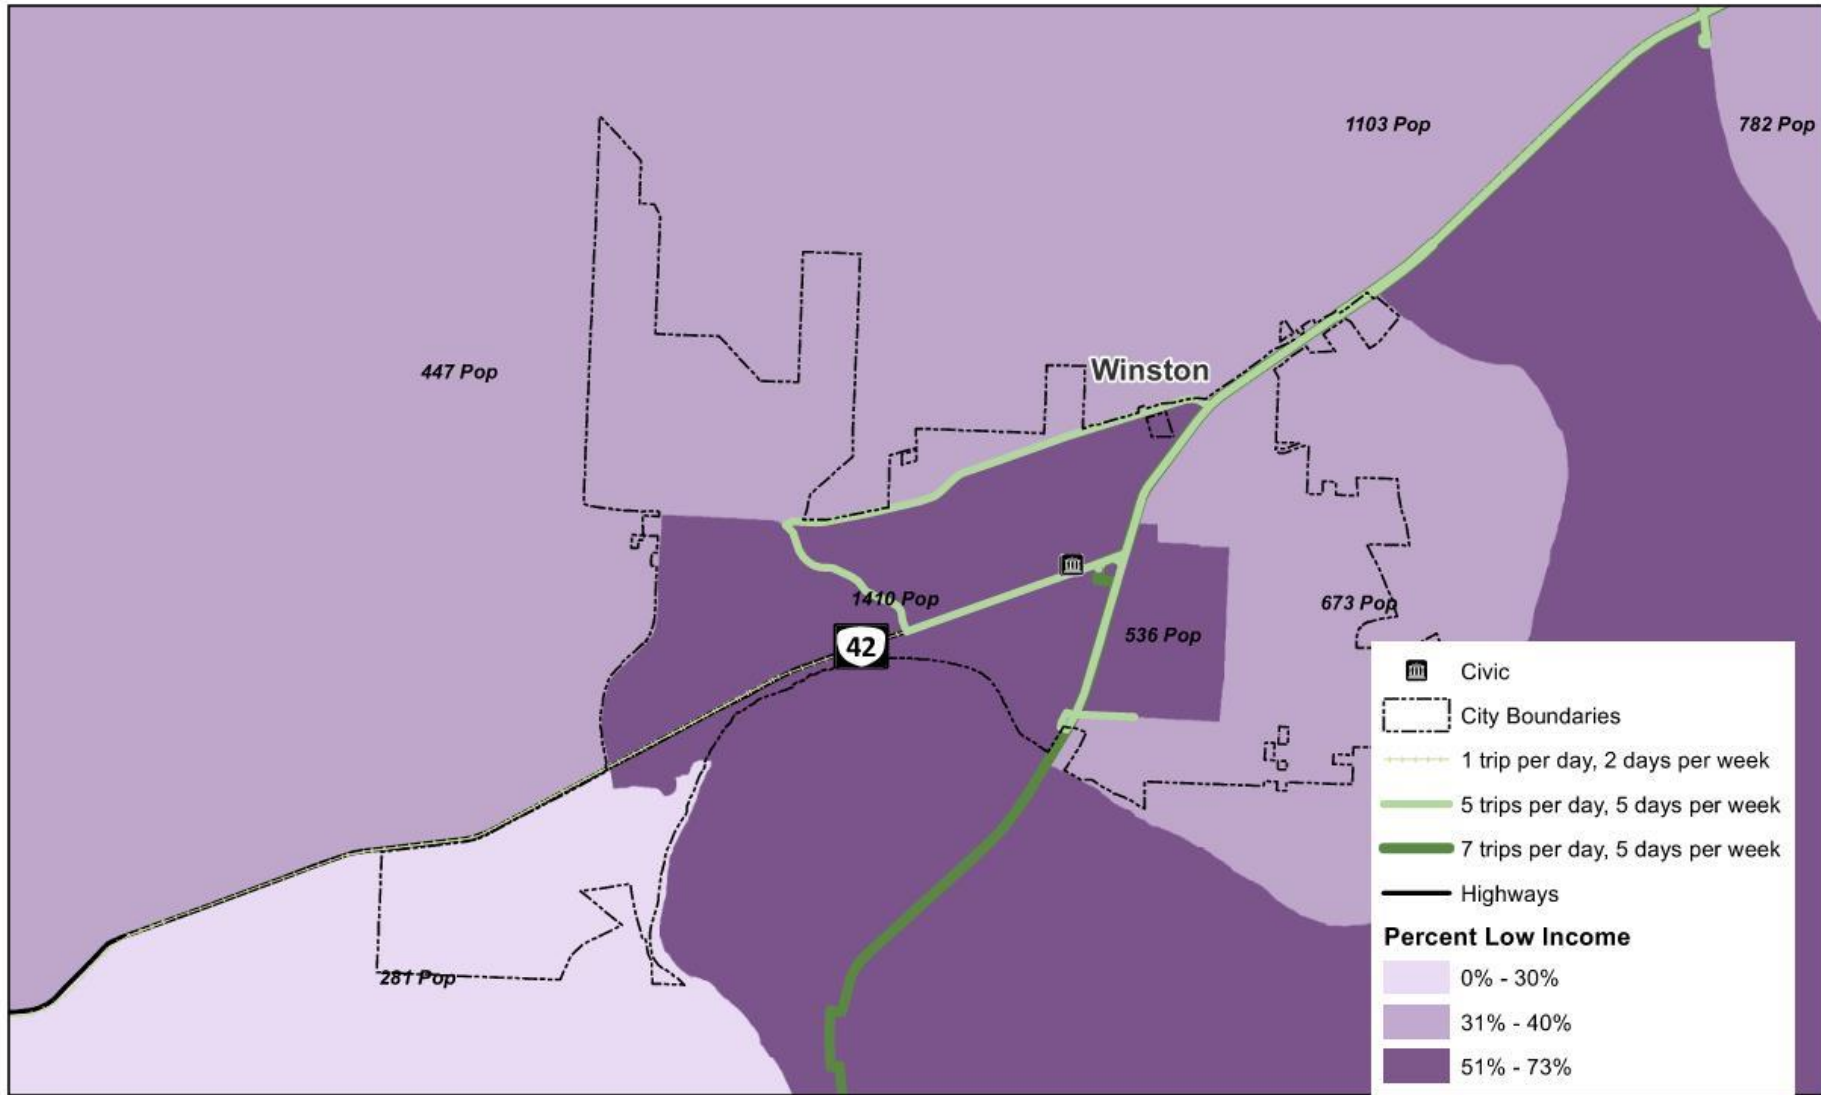 1103 Pop
782 Pop
447 Pop
Winston
1410 Pop
673 Pop
536 Pop
42
281 Pop
Civic
City Boundaries
1 trip per day, 2 days per week
5 trips per day, 5 days per week
7 trips per day, 5 days per week
Highways
Percent Low Income
0% - 30%
31% - 40%
51% - 73%